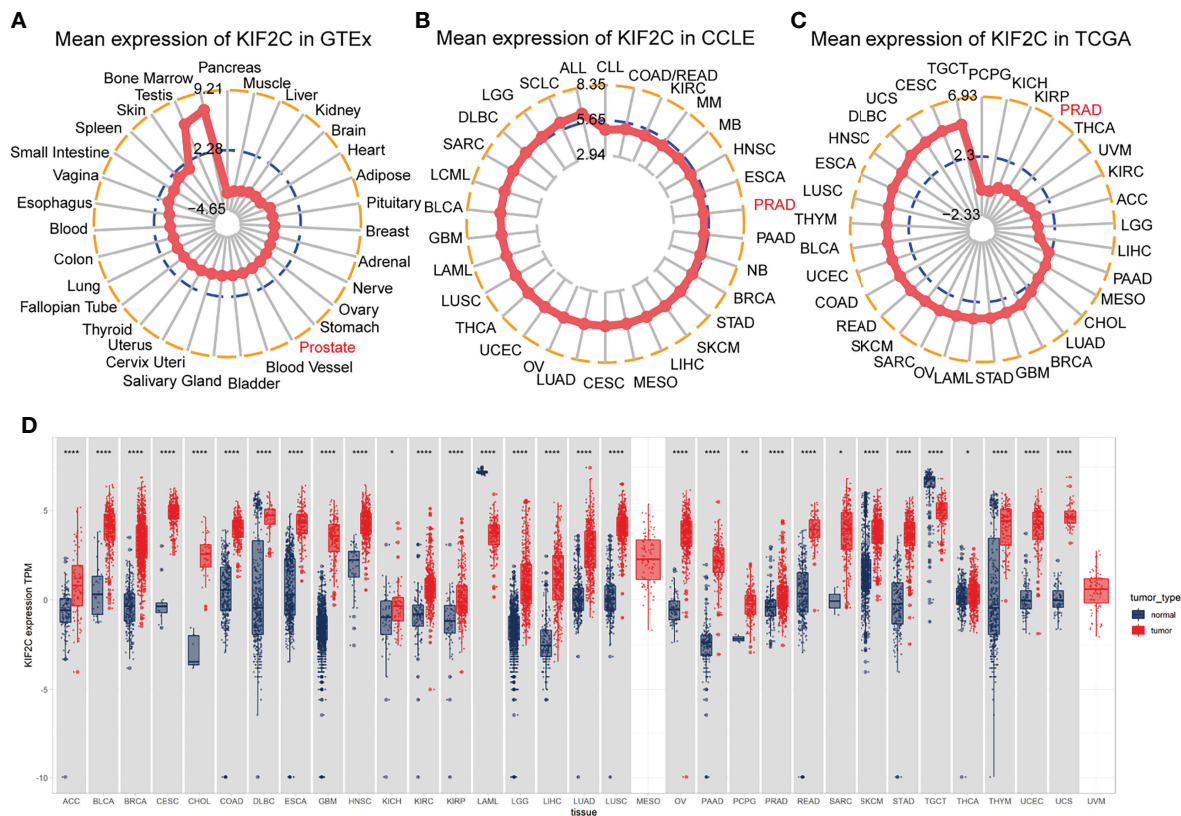 A
Mean expression of KIF2C in GTEx
Pancreas
Muscle
Liver
Kidney
Brain
Heart
Adipose
Pituitary
Breast
Adrenal
Nerve
Ovary
Stomach
Prostate
Blood Vessel
Bladder
Salivary Gland
Cervix Uteri
Uterus
Thyroid
Fallopian Tube
Lung
Colon
Blood
Esophagus
Vagina
Small Intestine
Spleen
Skin
Testis
Bone Marrow
9.21
2.28
−4.65
B
Mean expression of KIF2C in CCLE
CLL
COAD/READ
KIRC
MM
MB
HNSC
ESCA
PRAD
PAAD
NB
BRCA
STAD
SKCM
LIHC
MESO
CESC
LUAD
OV
UCEC
THCA
LUSC
LAML
GBM
BLCA
LCML
SARC
DLBC
LGG
SCLC
ALL
8.35
5.65
2.94
C
Mean expression of KIF2C in TCGA
PCPG
KICH
KIRP
PRAD
THCA
UVM
KIRC
ACC
LGG
LIHC
PAAD
MESO
CHOL
LUAD
BRCA
GBM
STAD
LAML
OV
SARC
SKCM
READ
COAD
UCEC
BLCA
THYM
LUSC
ESCA
HNSC
DLBC
UCS
CESC
TGCT
6.93
2.3
−2.33
D
**** **** **** **** **** **** **** **** **** **** * **** **** **** **** **** **** **** **** **** ** **** **** * **** **** **** * **** **** ****
KIF2C expression TPM
5
0
-5
-10
ACC BLCA BRCA CESC CHOL COAD DLBC ESCA GBM HNSC KICH KIRC KIRP LAML LGG LIHC LUAD LUSC MESO OV PAAD PCPG PRAD READ SARC SKCM STAD TGCT THCA THYM UCEC UCS UVM
tissue
tumor_type
normal
tumor